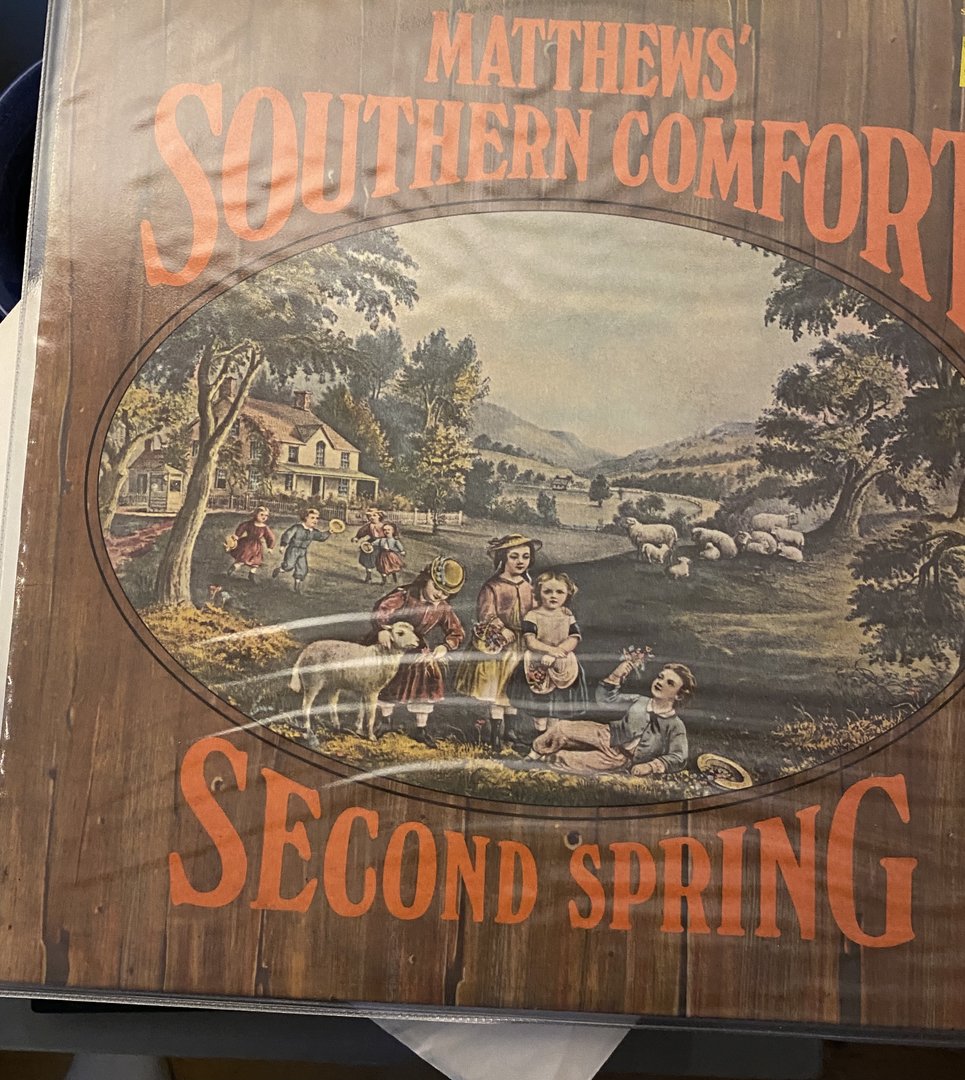 MATTHEWS'
SOUTHERN COMFORT
SECOND SPRING